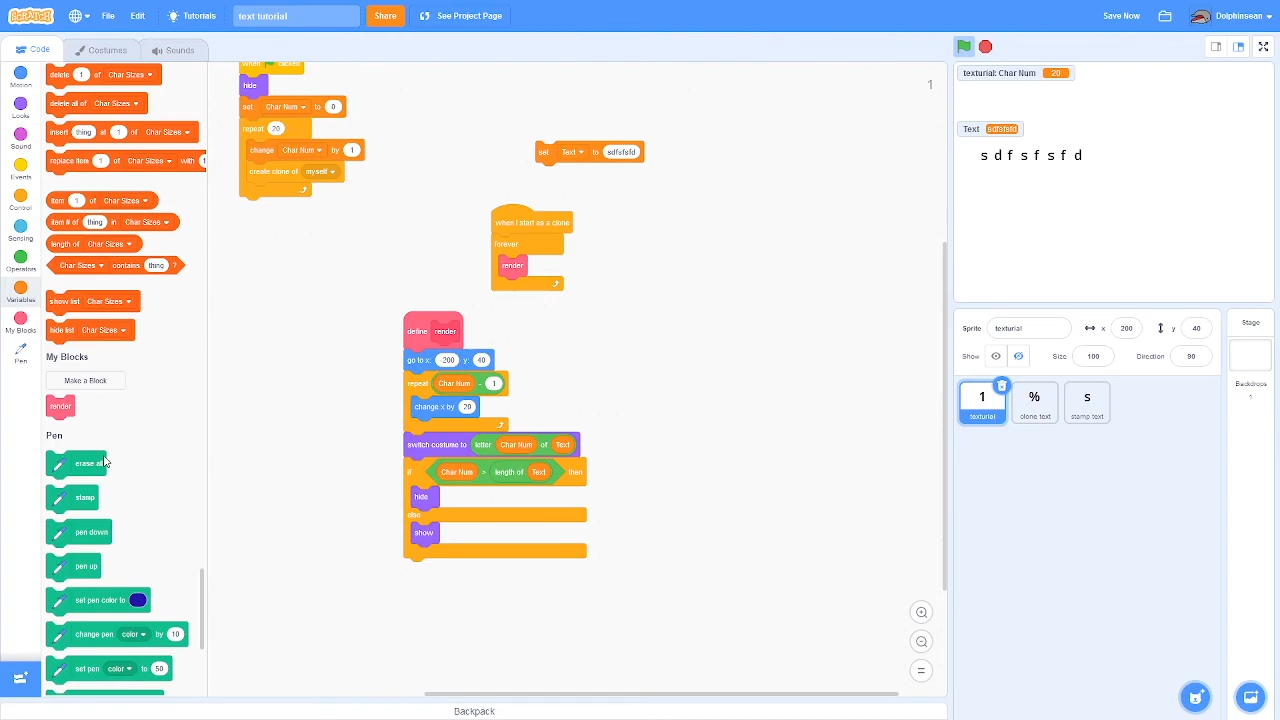 SCRATCH File Edit Tutorials text tutorial Share See Project Page Save Now Dolphinsean
Code Costumes Sounds
Motion
Looks
Sound
Events
Control
Sensing
Operators
Variables
My Blocks
Pen
delete 1 of Char Sizes
delete all of Char Sizes
insert thing at 1 of Char Sizes
replace item 1 of Char Sizes with 1
item 1 of Char Sizes
item # of thing in Char Sizes
length of Char Sizes
Char Sizes contains thing ?
show list Char Sizes
hide list Char Sizes
My Blocks
Make a Block
render
Pen
erase all
stamp
pen down
pen up
set pen color to
change pen color by 10
set pen color to 50
when clicked
hide
set Char Num to 0
repeat 20
change Char Num by 1
create clone of myself
1
set Text to sdfsfsfd
when I start as a clone
forever
render
define render
go to x: -200 y: 40
repeat Char Num - 1
change x by 20
switch costume to letter Char Num of Text
if Char Num > length of Text then
hide
else
show
Backpack
texturial: Char Num 20
Text sdfsfsfd
s d f s f s f d
Sprite texturial x 200 y 40
Show Size 100 Direction 90
1 % s
texturial clone text stamp text
Stage
Backdrops
1